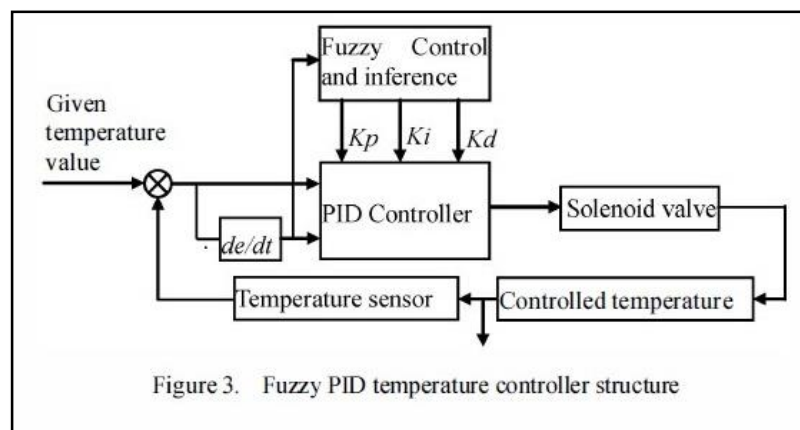 Fuzzy Control
and inference
Given
temperature
value
Kp Ki Kd
PID Controller
Solenoid valve
de/dt
Temperature sensor
Controlled temperature
Figure 3. Fuzzy PID temperature controller structure